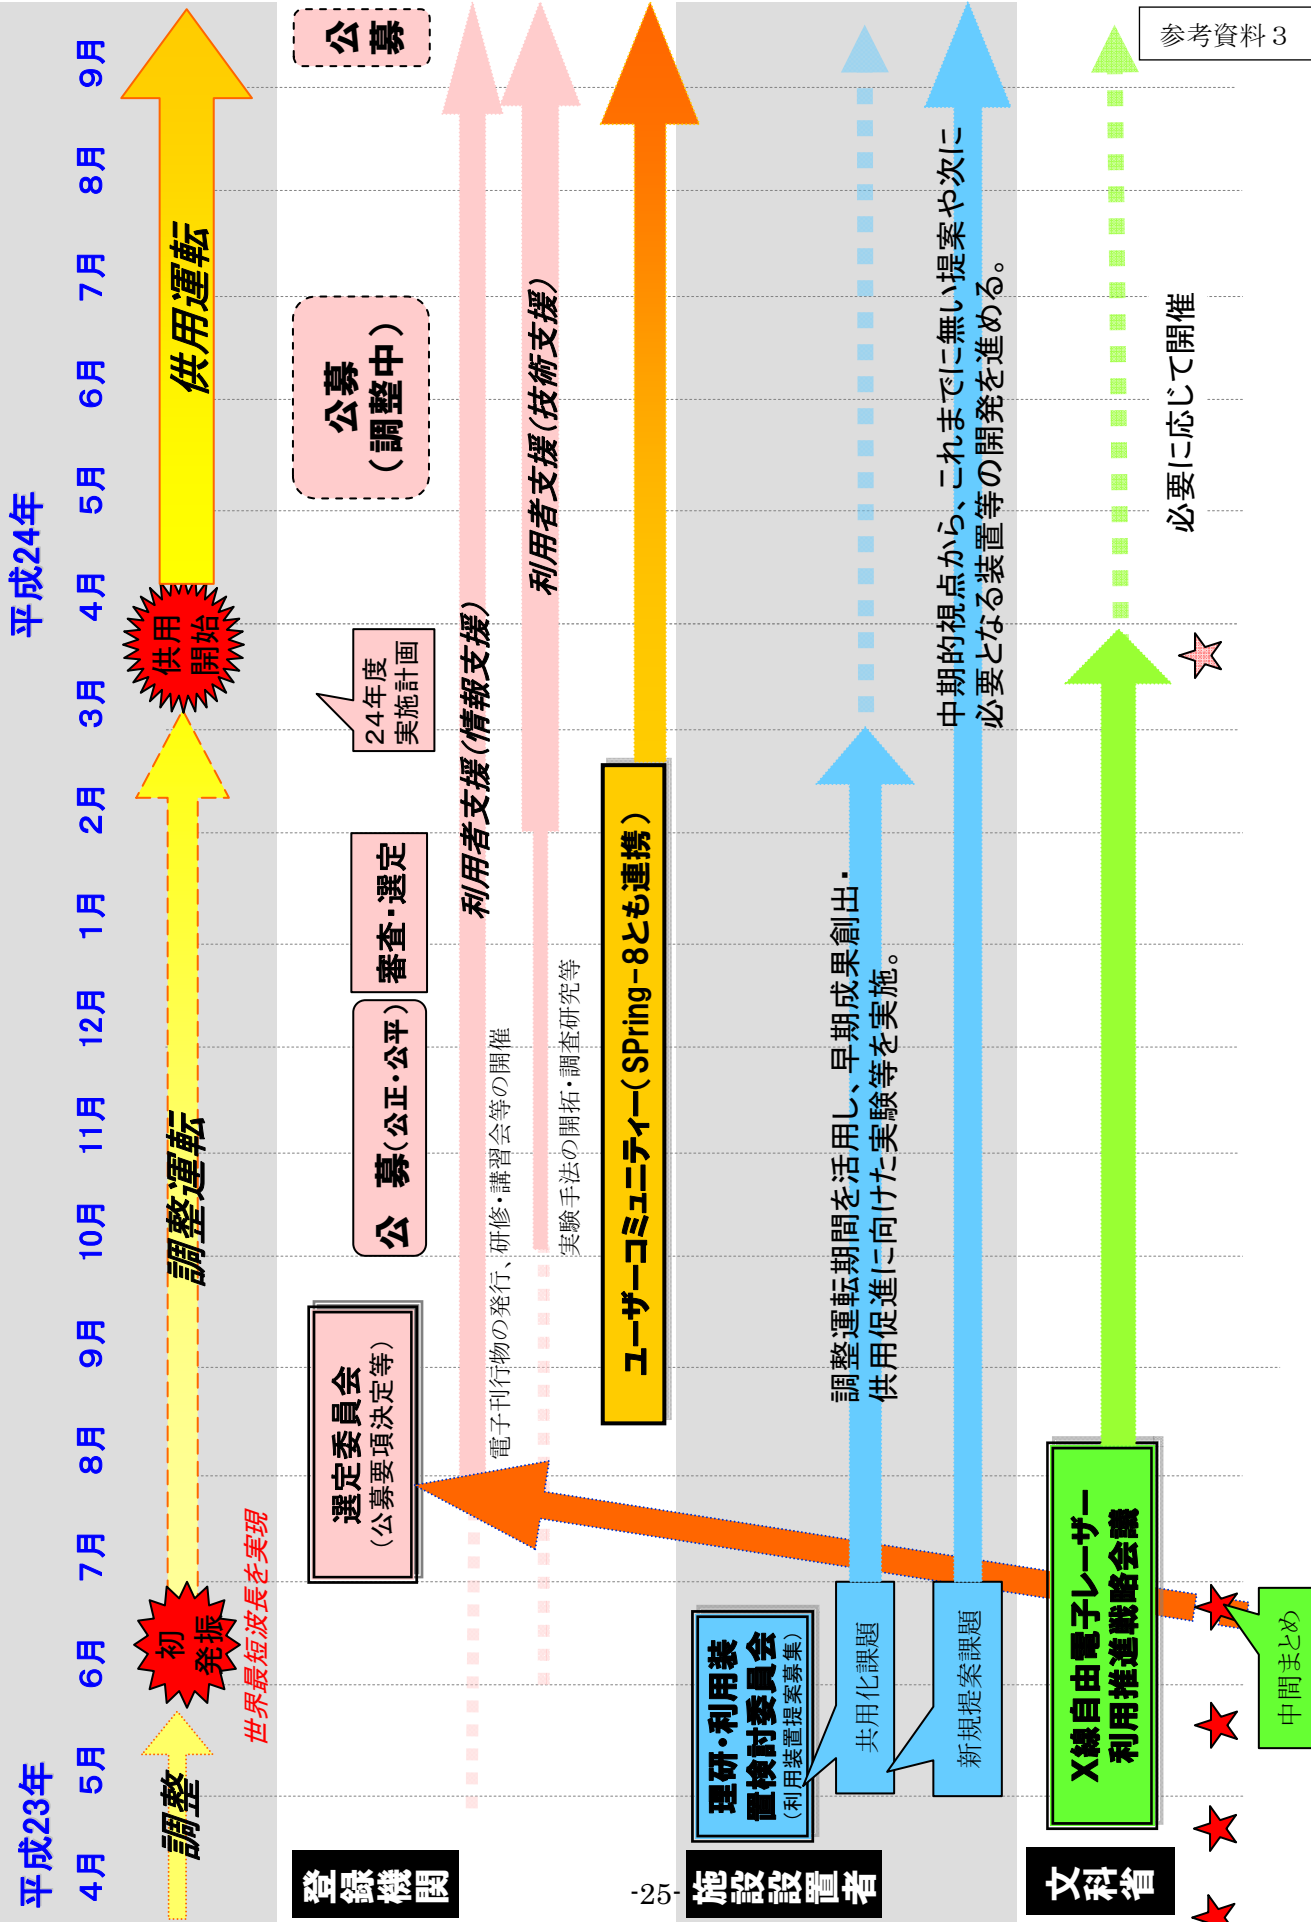 参考資料３
平成23年
平成24年
4月
5月
6月
7月
8月
9月
10月
11月
12月
1月
2月
3月
4月
5月
6月
7月
8月
9月
調整
初
発振
世界最短波長を実現
調整運転
供用
開始
供用運転
登録
機関
選定委員会
（公募要項決定等）
公　募（公正・公平）
審査・選定
24年度
実施計画
公募
（調整中）
公
募
利用者支援（情報支援）
電子刊行物の発行、研修・講習会等の開催
利用者支援（技術支援）
実験手法の開拓・調査研究等
ユーザーコミュニティー（SPring-8とも連携）
施設
設置者
理研・利用装
置検討委員会
（利用装置提案募集）
共用化課題
調整運転期間を活用し、早期成果創出・
供用促進に向けた実験等を実施。
新規提案課題
中期的視点から、これまでに無い提案や次に
必要となる装置等の開発を進める。
文科省
X線自由電子レーザー
利用推進戦略会議
中間まとめ
必要に応じて開催
-25-